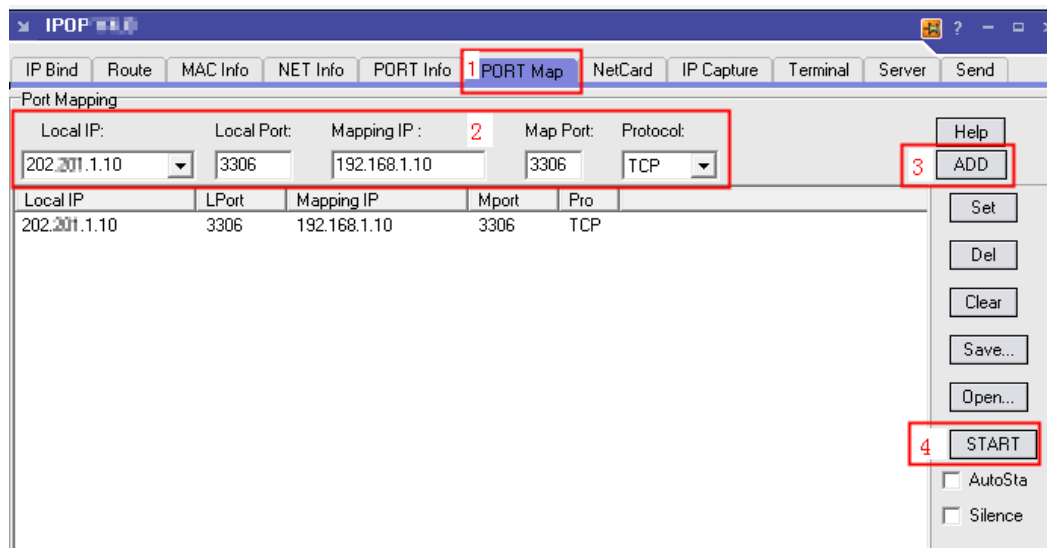 IPOP
IP Bind Route MAC Info NET Info PORT Info 1 PORT Map NetCard IP Capture Terminal Server Send
Port Mapping
Local IP: Local Port: Mapping IP : 2 Map Port: Protocol: Help
202.201.1.10 3306 192.168.1.10 3306 TCP 3 ADD
Local IP LPort Mapping IP Mport Pro Set
202.201.1.10 3306 192.168.1.10 3306 TCP
Del
Clear
Save...
Open...
4 START
AutoSta
Silence